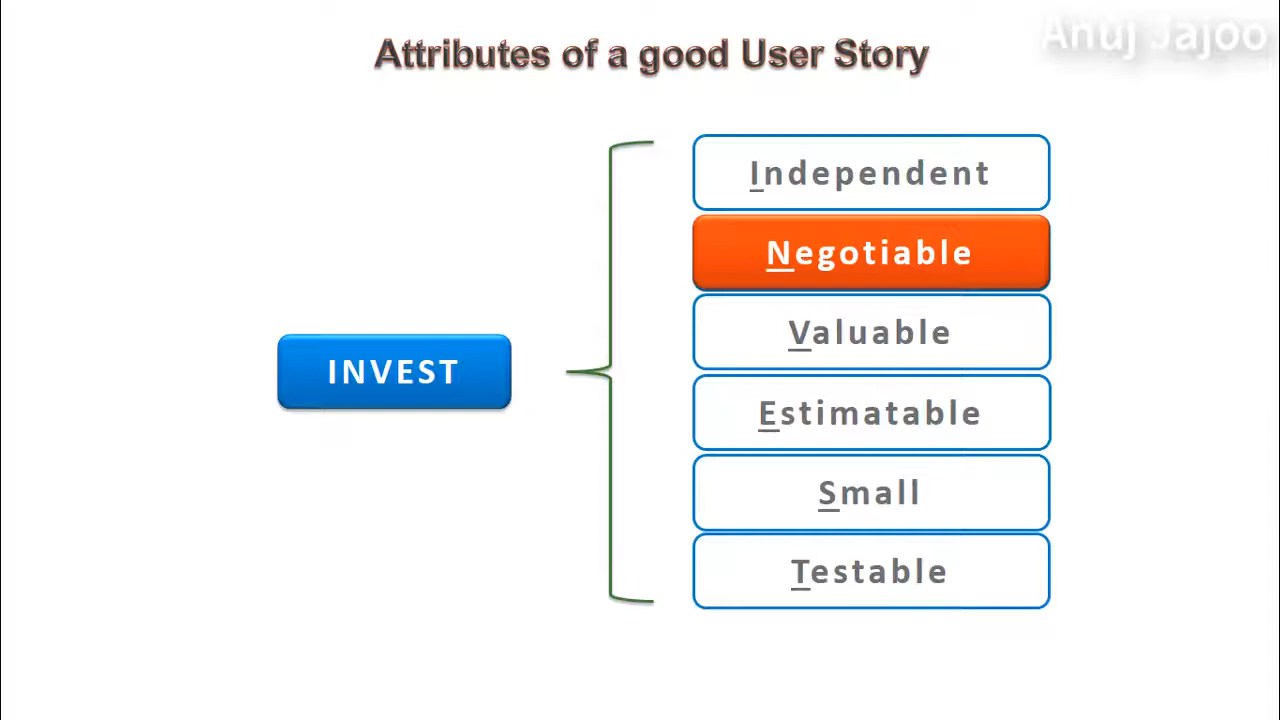 Anuj Jajoo
Attributes of a good User Story
INVEST
Independent
Negotiable
Valuable
Estimatable
Small
Testable